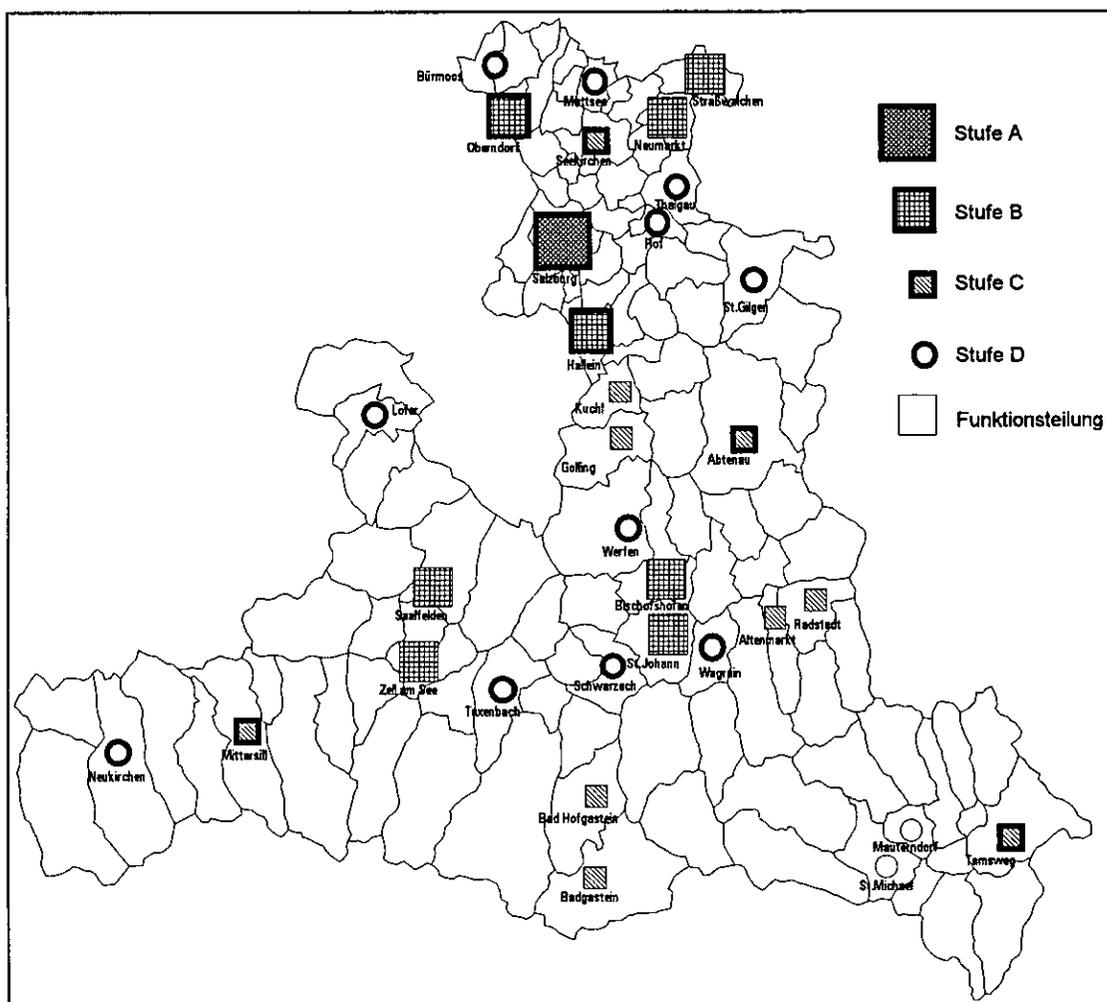 Bürmoos
Mattsee
Straßwalchen
Oberndorf
Seekirchen
Neumarkt
Thalgau
Hof
Salzburg
St.Gilgen
Hallein
Kuchl
Lofer
Golling
Abtenau
Werfen
Bischofshofen
Saalfelden
Radstadt
Altenmarkt
St.Johann
Wagrain
Zell am See
Schwarzach
Taxenbach
Mittersill
Neukirchen
Bad Hofgastein
Mauterndorf
Tamsweg
St.Michael
Badgastein
Stufe A
Stufe B
Stufe C
Stufe D
Funktionsteilung